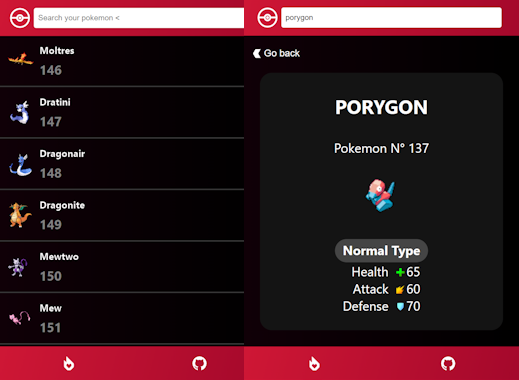 Search your pokemon <
Moltres
146
Dratini
147
Dragonair
148
Dragonite
149
Mewtwo
150
Mew
151
porygon
Go back
PORYGON
Pokemon N° 137
Normal Type
Health 65
Attack 60
Defense 70